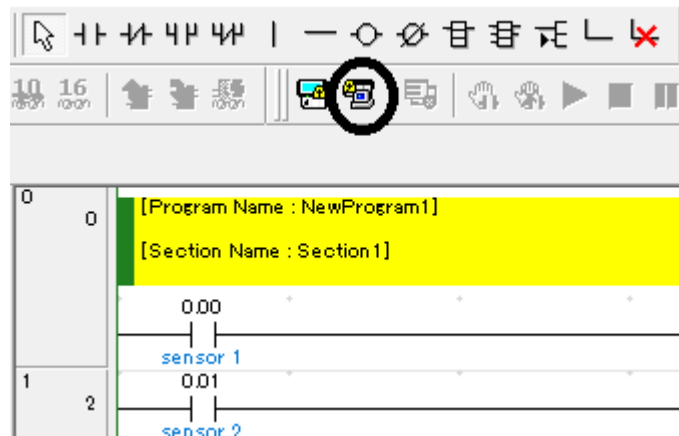 10 16
0
0
[Program Name : NewProgram1]
[Section Name : Section1]
0.00
sensor 1
1
2
0.01
sensor 2